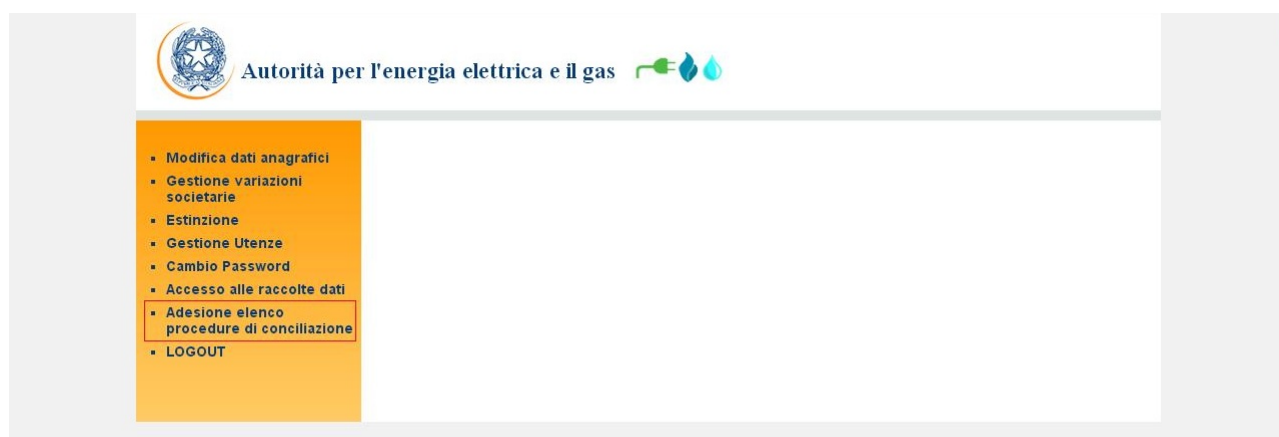 Autorità per l'energia elettrica e il gas
Modifica dati anagrafici
Gestione variazioni
societarie
Estinzione
Gestione Utenze
Cambio Password
Accesso alle raccolte dati
Adesione elenco
procedure di conciliazione
LOGOUT